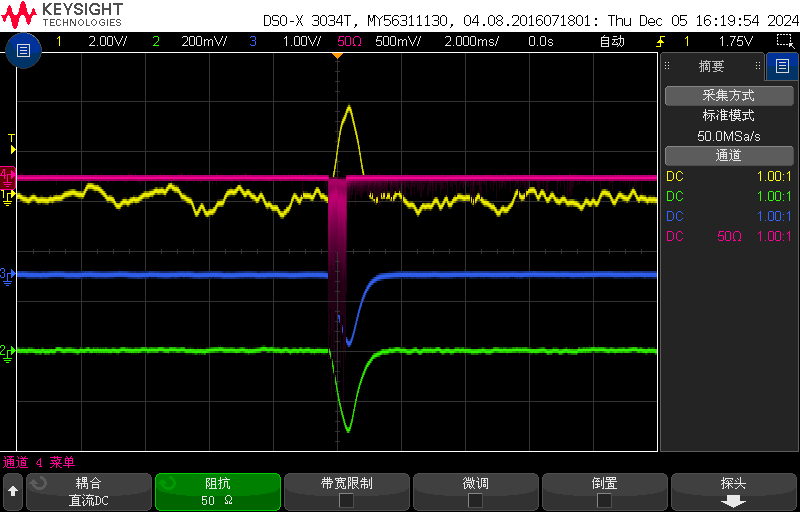 KEYSIGHT
TECHNOLOGIES
DSO-X 3034T, MY56311130, 04.08.2016071801: Thu Dec 05 16:19:54 2024
1 2.00V/ 2 200mV/ 3 1.00V/ 50Ω 500mV/ 2.000ms/ 0.0s 自动 1 1.75V
摘要
采集方式
标准模式
50.0MSa/s
通道
DC 1.00:1
DC 1.00:1
DC 1.00:1
DC 50Ω 1.00:1
T
4
1
3
2
通道 4 菜单
耦合
直流DC
阻抗
50 Ω
带宽限制
微调
倒置
探头